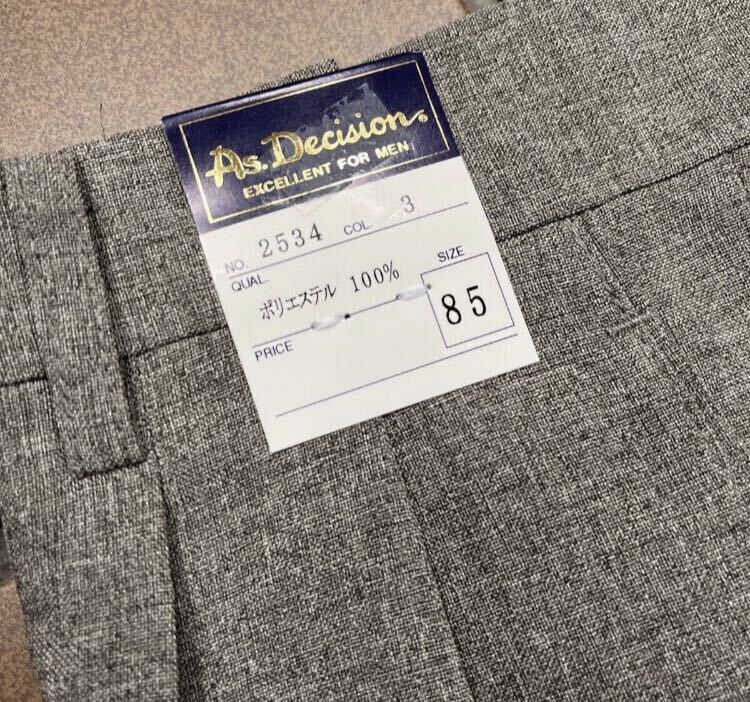 As. Decision®
EXCELLENT FOR MEN
NO. 2534 COL. 3
QUAL.
ポリエステル 100%
SIZE
85
PRICE